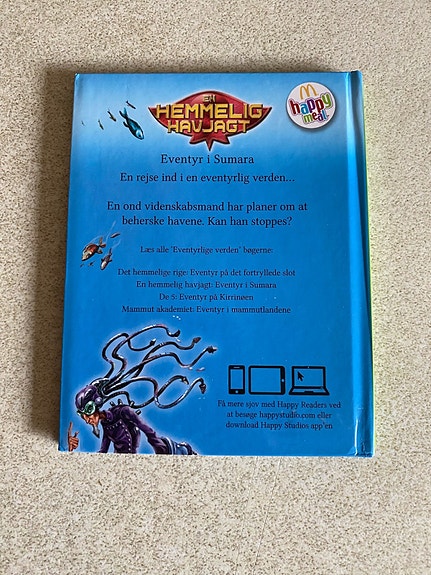 EN
HEMMELIG
HAVJAGT
happy
meal
Eventyr i Sumara
En rejse ind i en eventyrlig verden...
En ond videnskabsmand har planer om at
beherske havene. Kan han stoppes?
Læs alle 'Eventyrlige verden' bøgerne:
Det hemmelige rige: Eventyr på det fortryllede slot
En hemmelig havjagt: Eventyr i Sumara
De 5: Eventyr på Kirrinøen
Mammut akademiet: Eventyr i mammutlandene
Få mere sjov med Happy Readers ved
at besøge happystudio.com eller
download Happy Studios app'en